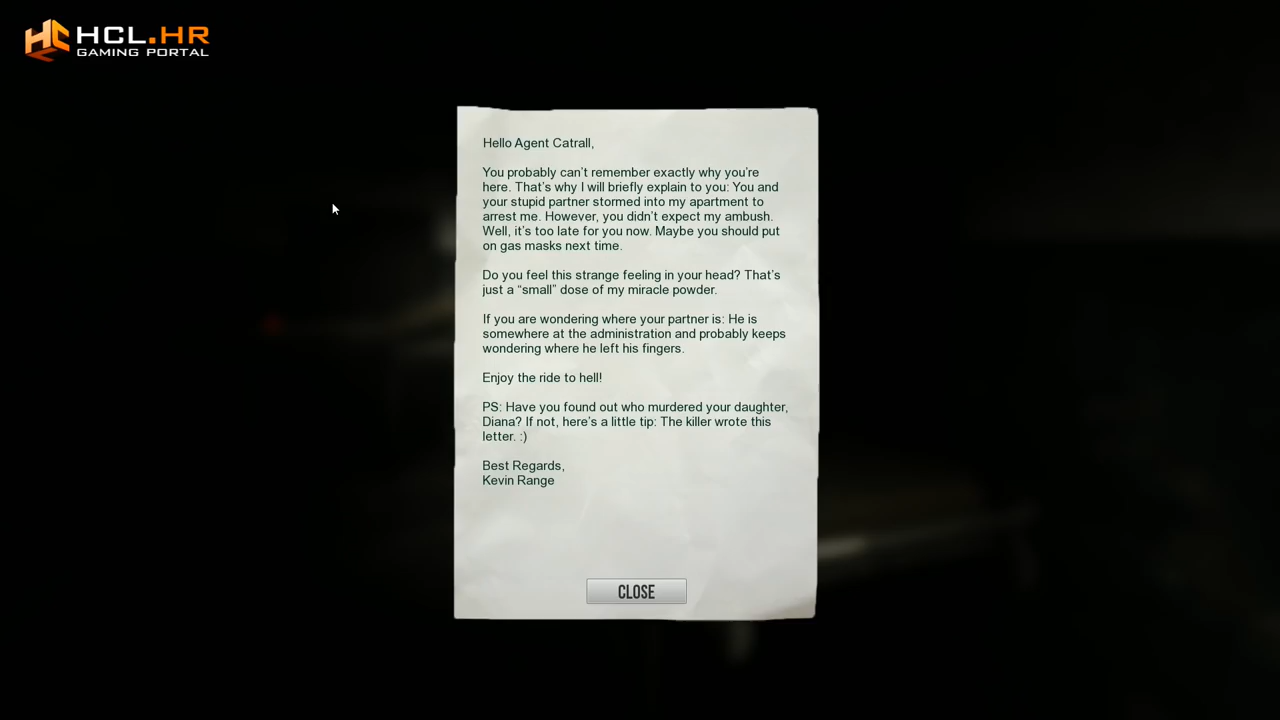 HCL.HR
GAMING PORTAL
Hello Agent Catrall,
You probably can’t remember exactly why you’re
here. That’s why I will briefly explain to you: You and
your stupid partner stormed into my apartment to
arrest me. However, you didn’t expect my ambush.
Well, it’s too late for you now. Maybe you should put
on gas masks next time.
Do you feel this strange feeling in your head? That’s
just a “small” dose of my miracle powder.
If you are wondering where your partner is: He is
somewhere at the administration and probably keeps
wondering where he left his fingers.
Enjoy the ride to hell!
PS: Have you found out who murdered your daughter,
Diana? If not, here’s a little tip: The killer wrote this
letter. :)
Best Regards,
Kevin Range
CLOSE